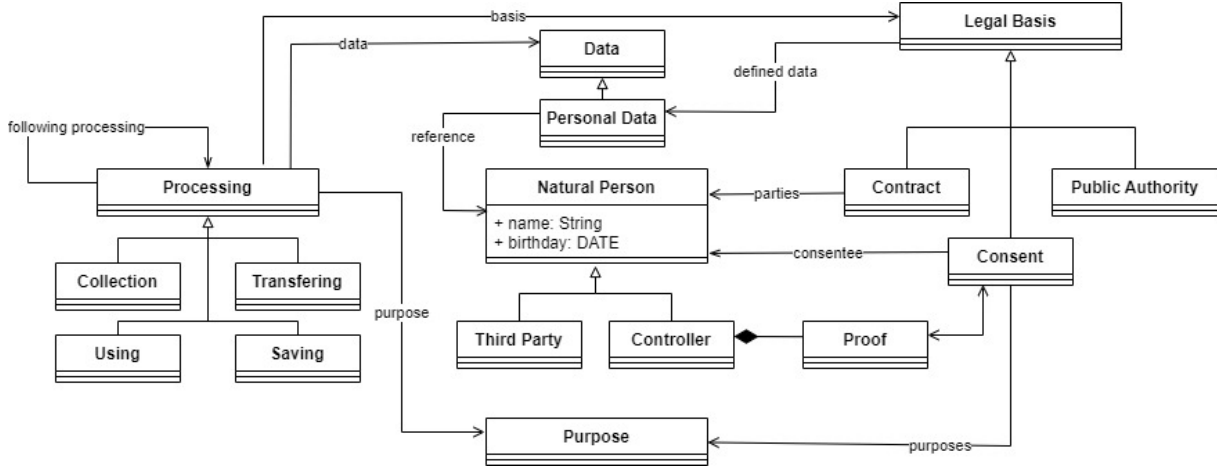 basis
Legal Basis
data
Data
defined data
Personal Data
following processing
reference
Processing
Natural Person
+ name: String
+ birthday: DATE
parties
Contract
Public Authority
consentee
Consent
Collection
Transfering
purpose
Third Party
Controller
Proof
Using
Saving
Purpose
purposes